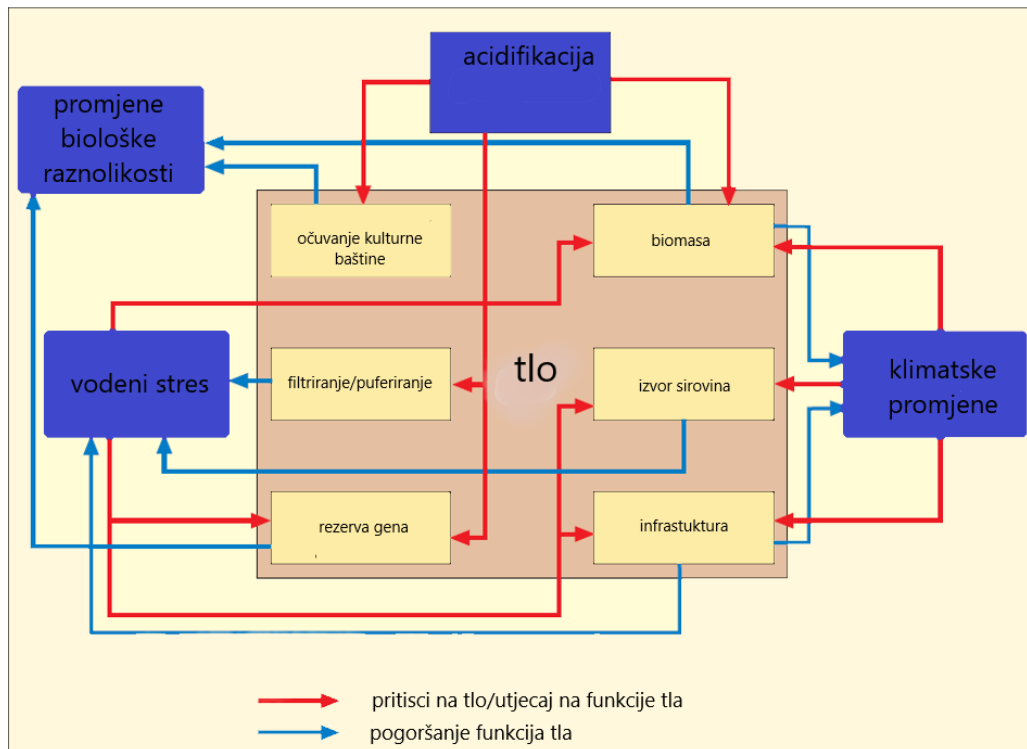 acidifikacija
promjene
biološke
raznolikosti
očuvanje kulturne
baštine
biomasa
vodeni stres
filtriranje/puferiranje
tlo
izvor sirovina
klimatske
promjene
rezerva gena
infrastuktura
pritisci na tlo/utjecaj na funkcije tla
pogoršanje funkcija tla